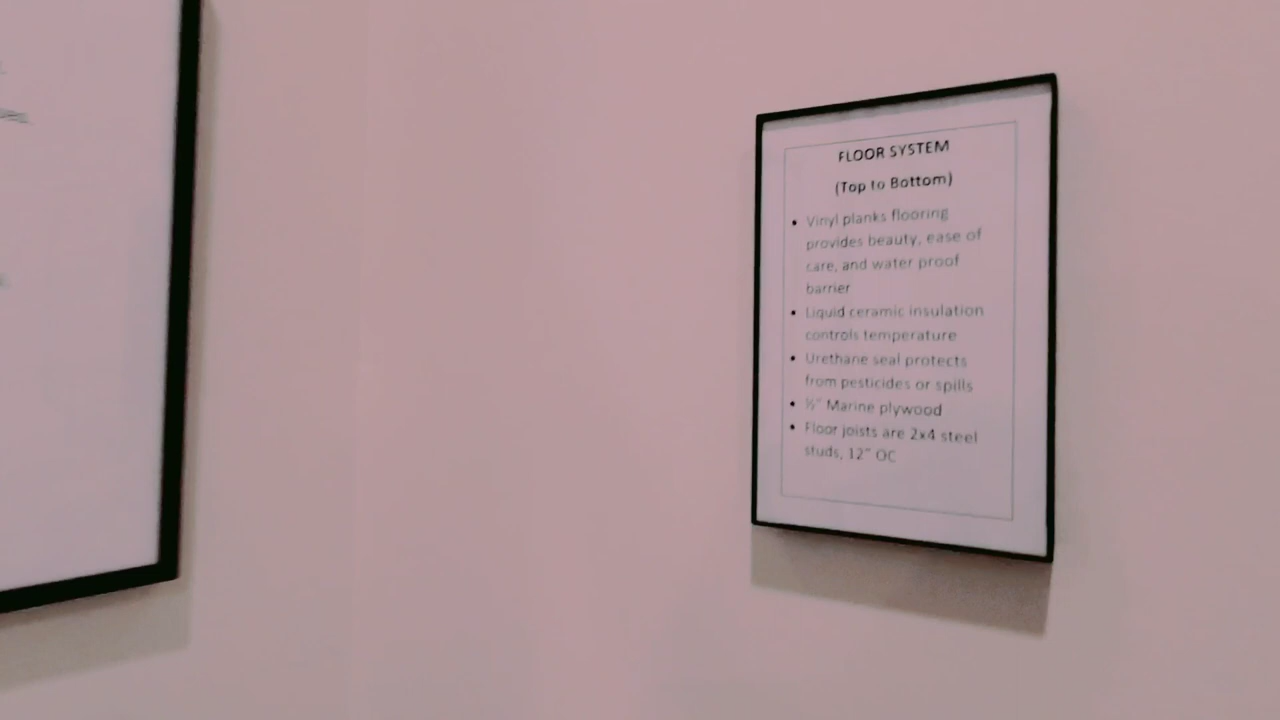 FLOOR SYSTEM
(Top to Bottom)
• Vinyl planks flooring
provides beauty, ease of
care, and water proof
barrier
• Liquid ceramic insulation
controls temperature
• Urethane seal protects
from pesticides or spills
• ½" Marine plywood
• Floor joists are 2x4 steel
studs, 12" OC